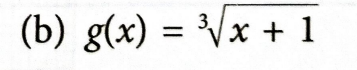 (b) g(x) = ∛x + 1